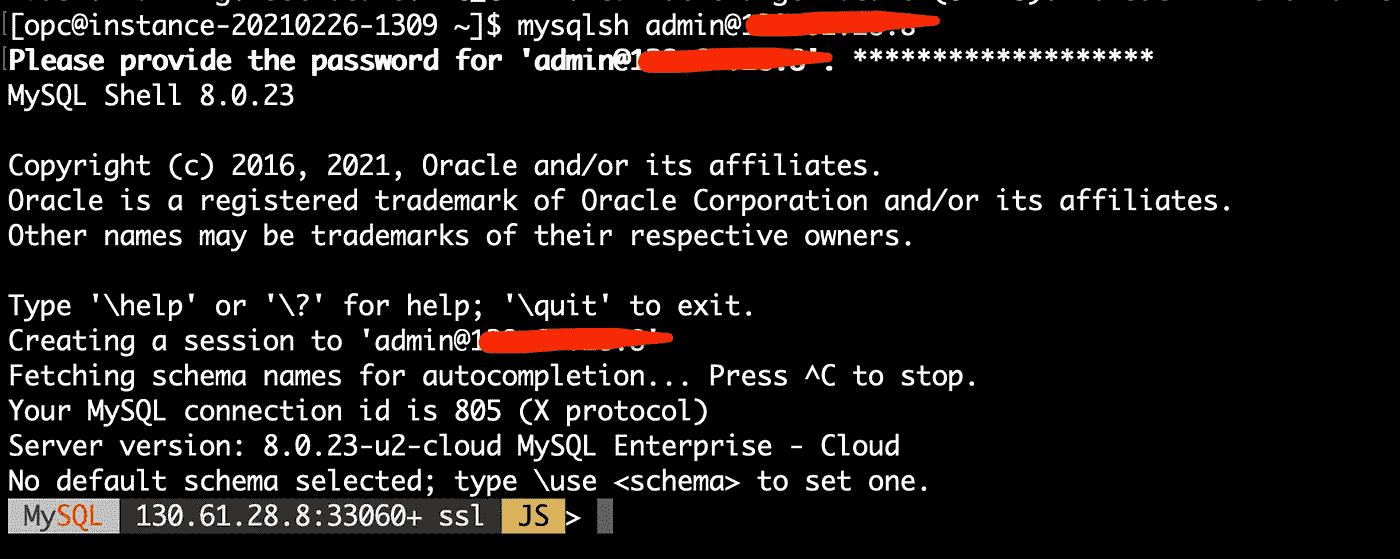 [opc@instance-20210226-1309 ~]$ mysqlsh admin@
Please provide the password for 'admin@ ': *******************
MySQL Shell 8.0.23
Copyright (c) 2016, 2021, Oracle and/or its affiliates.
Oracle is a registered trademark of Oracle Corporation and/or its affiliates.
Other names may be trademarks of their respective owners.
Type '\help' or '\?' for help; '\quit' to exit.
Creating a session to 'admin@ '
Fetching schema names for autocompletion... Press ^C to stop.
Your MySQL connection id is 805 (X protocol)
Server version: 8.0.23-u2-cloud MySQL Enterprise - Cloud
No default schema selected; type \use <schema> to set one.
MySQL 130.61.28.8:33060+ ssl JS >